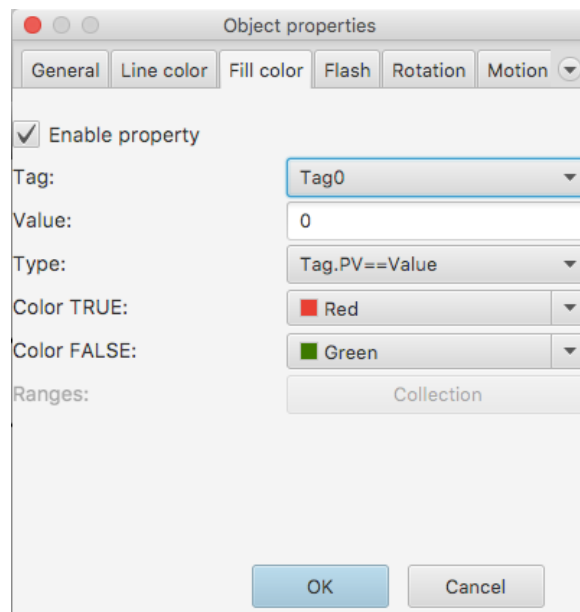 Object properties
General Line color Fill color Flash Rotation Motion
Enable property
Tag: Tag0
Value: 0
Type: Tag.PV==Value
Color TRUE: Red
Color FALSE: Green
Ranges: Collection
OK Cancel